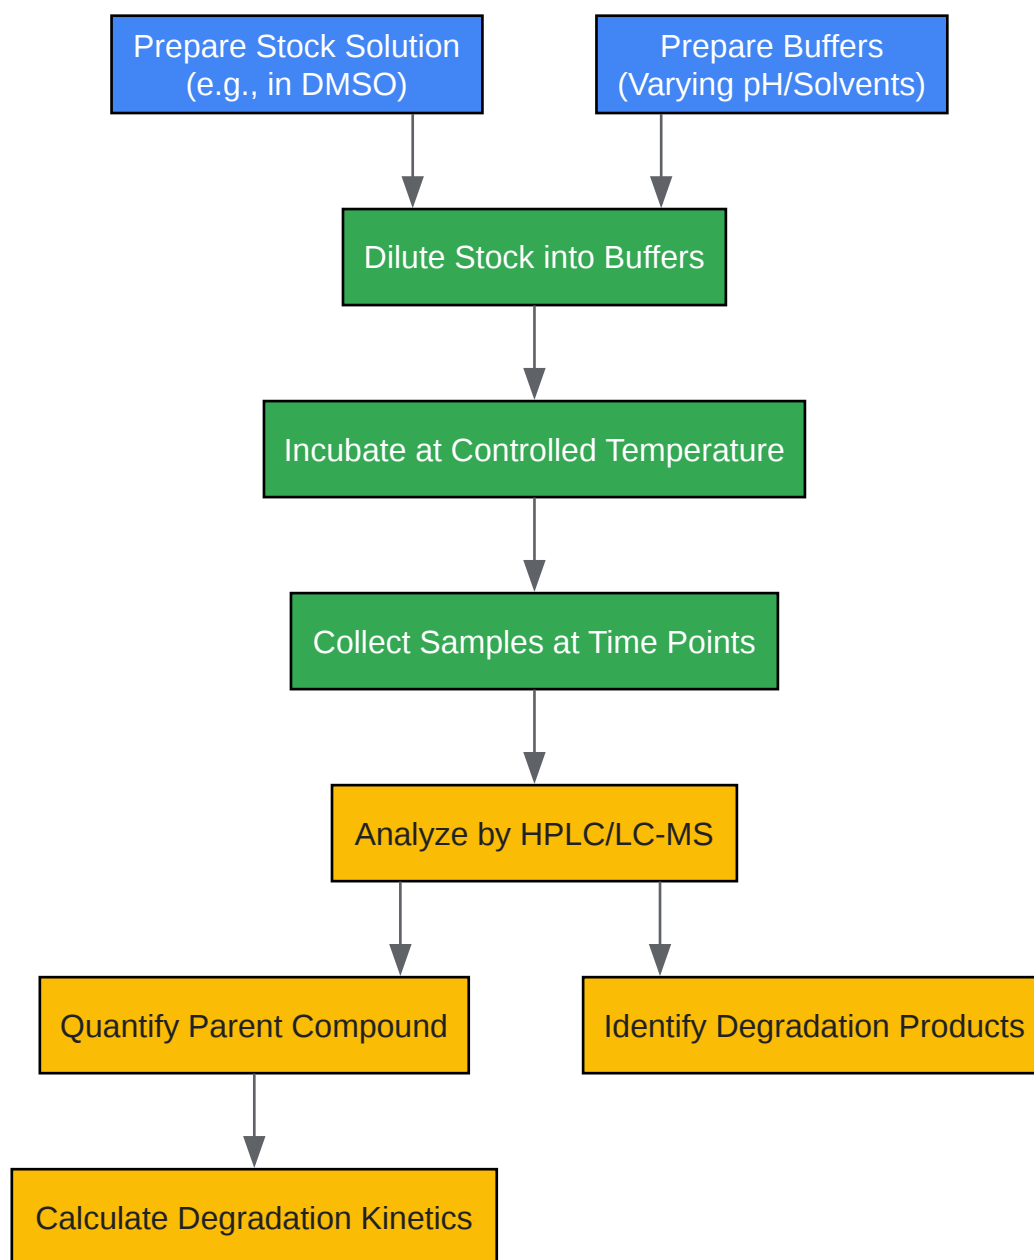 Prepare Stock Solution
(e.g., in DMSO)
Prepare Buffers
(Varying pH/Solvents)
Dilute Stock into Buffers
Incubate at Controlled Temperature
Collect Samples at Time Points
Analyze by HPLC/LC-MS
Quantify Parent Compound
Identify Degradation Products
Calculate Degradation Kinetics